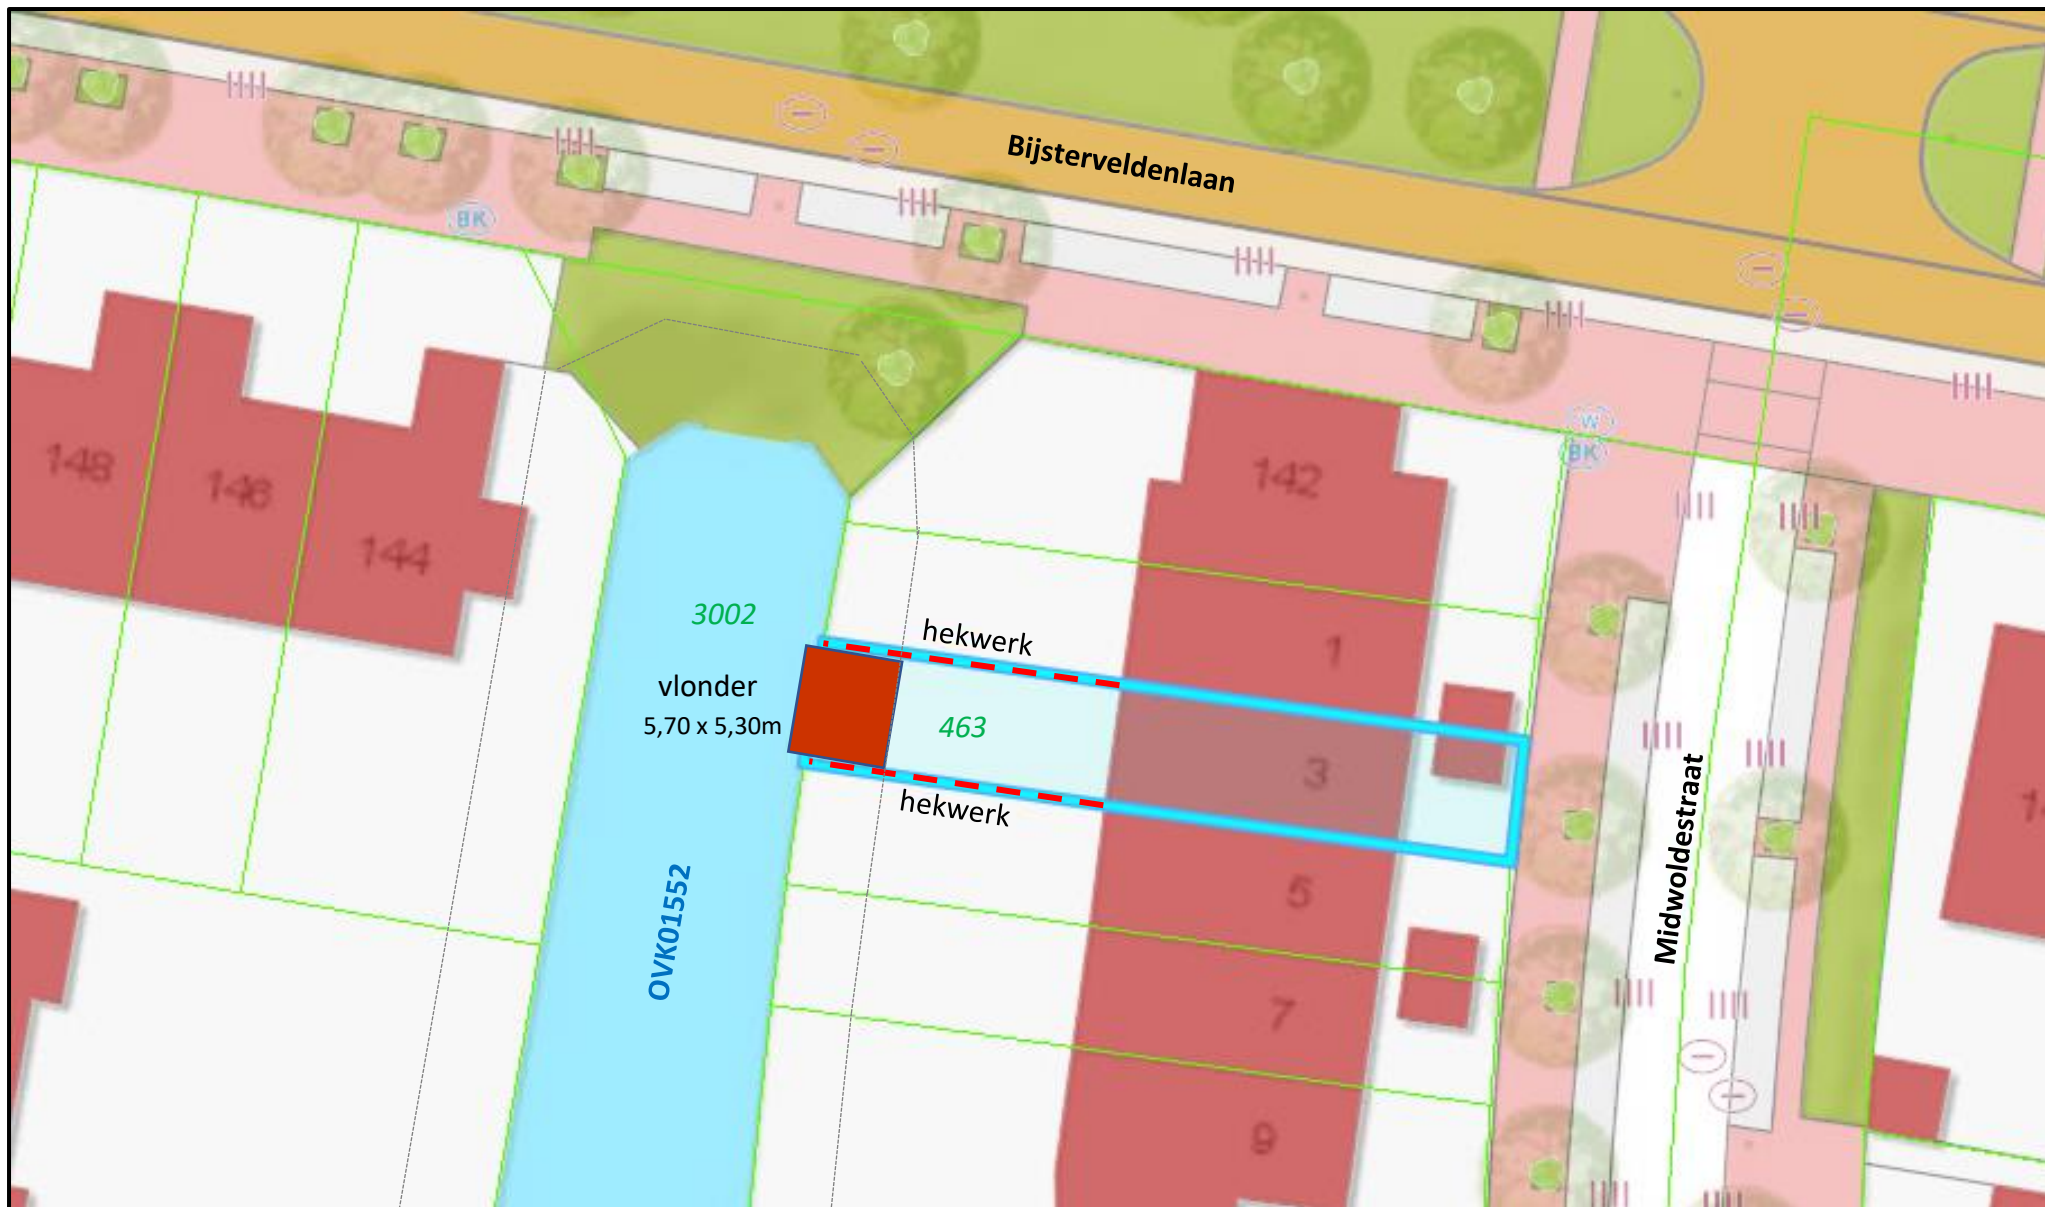 Bijsterveldenlaan
BK
W
BK
148
146
144
142
3002
hekwerk
1
vlonder
5,70 x 5,30m
463
3
hekwerk
5
OVK01552
Midwoldestraat
7
9